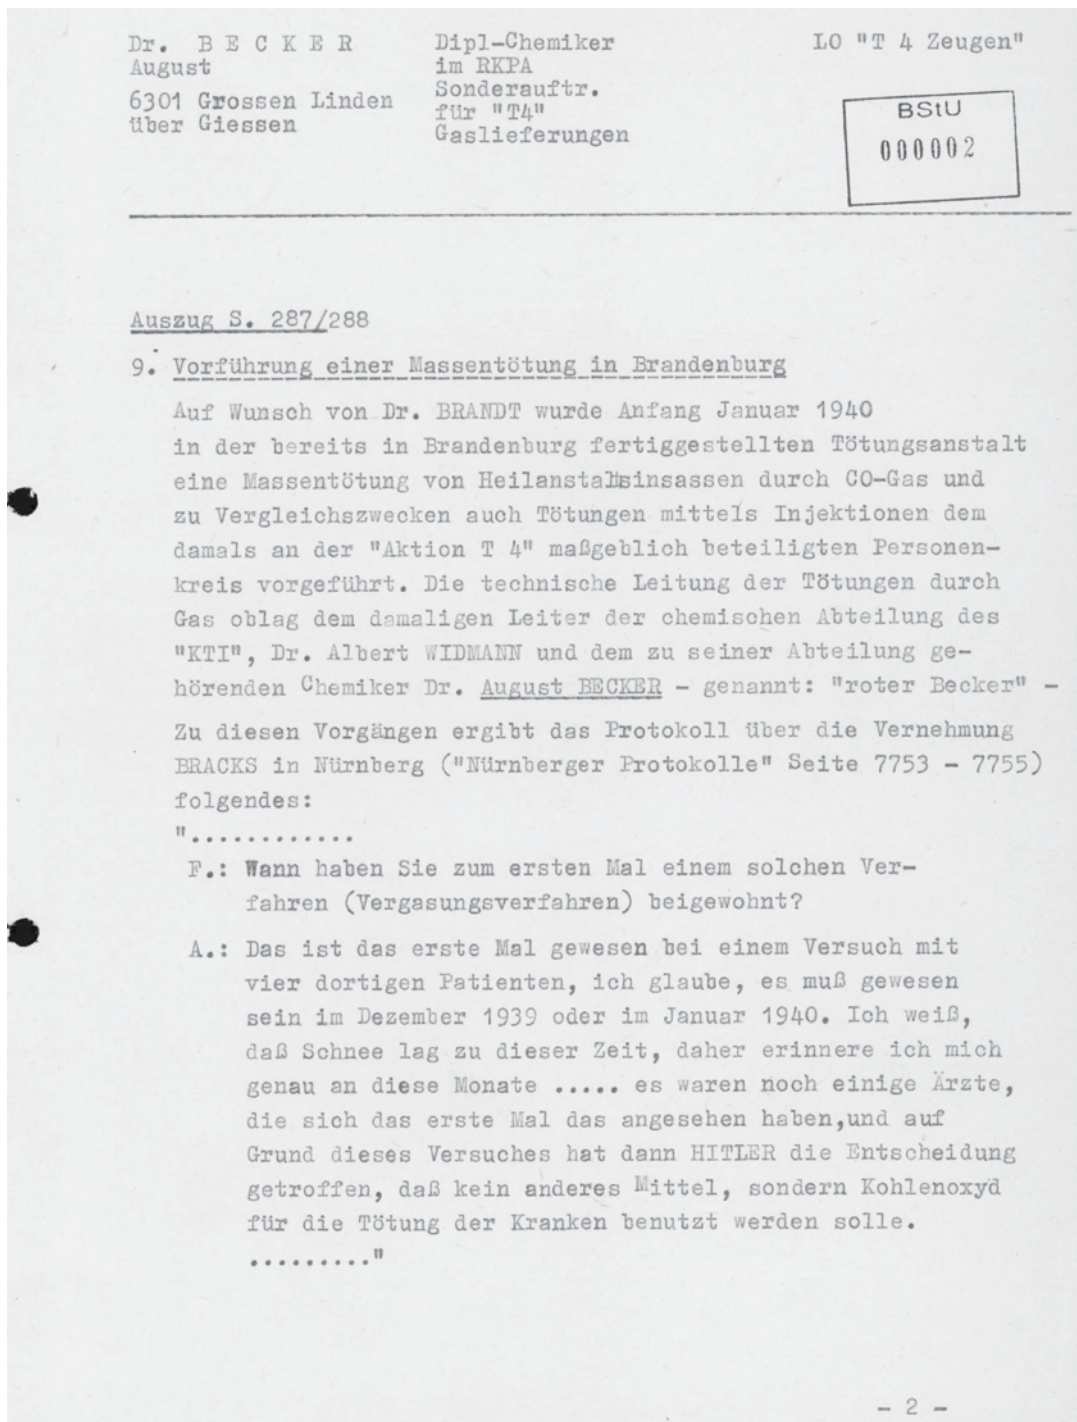 Dr. B E C K E R
August
6301 Grossen Linden
über Giessen
Dipl-Chemiker
im RKPA
Sonderauftr.
für "T4"
Gaslieferungen
LO "T 4 Zeugen"
BStU
000002
Auszug S. 287/288
9. Vorführung einer Massentötung in Brandenburg
Auf Wunsch von Dr. BRANDT wurde Anfang Januar 1940
in der bereits in Brandenburg fertiggestellten Tötungsanstalt
eine Massentötung von Heilanstaltsinsassen durch CO-Gas und
zu Vergleichszwecken auch Tötungen mittels Injektionen dem
damals an der "Aktion T 4" maßgeblich beteiligten Personen-
kreis vorgeführt. Die technische Leitung der Tötungen durch
Gas oblag dem damaligen Leiter der chemischen Abteilung des
"KTI", Dr. Albert WIDMANN und dem zu seiner Abteilung ge-
hörenden Chemiker Dr. August BECKER - genannt: "roter Becker" -
Zu diesen Vorgängen ergibt das Protokoll über die Vernehmung
BRACKS in Nürnberg ("Nürnberger Protokolle" Seite 7753 - 7755)
folgendes:
"............
F.: Wann haben Sie zum ersten Mal einem solchen Ver-
fahren (Vergasungsverfahren) beigewohnt?
A.: Das ist das erste Mal gewesen bei einem Versuch mit
vier dortigen Patienten, ich glaube, es muß gewesen
sein im Dezember 1939 oder im Januar 1940. Ich weiß,
daß Schnee lag zu dieser Zeit, daher erinnere ich mich
genau an diese Monate ..... es waren noch einige Ärzte,
die sich das erste Mal das angesehen haben,und auf
Grund dieses Versuches hat dann HITLER die Entscheidung
getroffen, daß kein anderes Mittel, sondern Kohlenoxyd
für die Tötung der Kranken benutzt werden solle.
........."
- 2 -